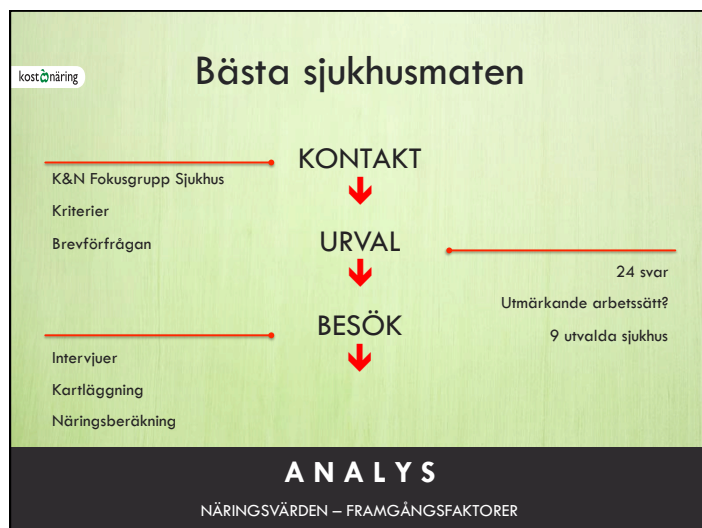 kost näring
Bästa sjukhusmaten
KONTAKT
K&N Fokusgrupp Sjukhus
Kriterier
Brevförfrågan
URVAL
24 svar
Utmärkande arbetssätt?
9 utvalda sjukhus
BESÖK
Intervjuer
Kartläggning
Näringsberäkning
ANALYS
NÄRINGSVÄRDEN – FRAMGÅNGSFAKTORER